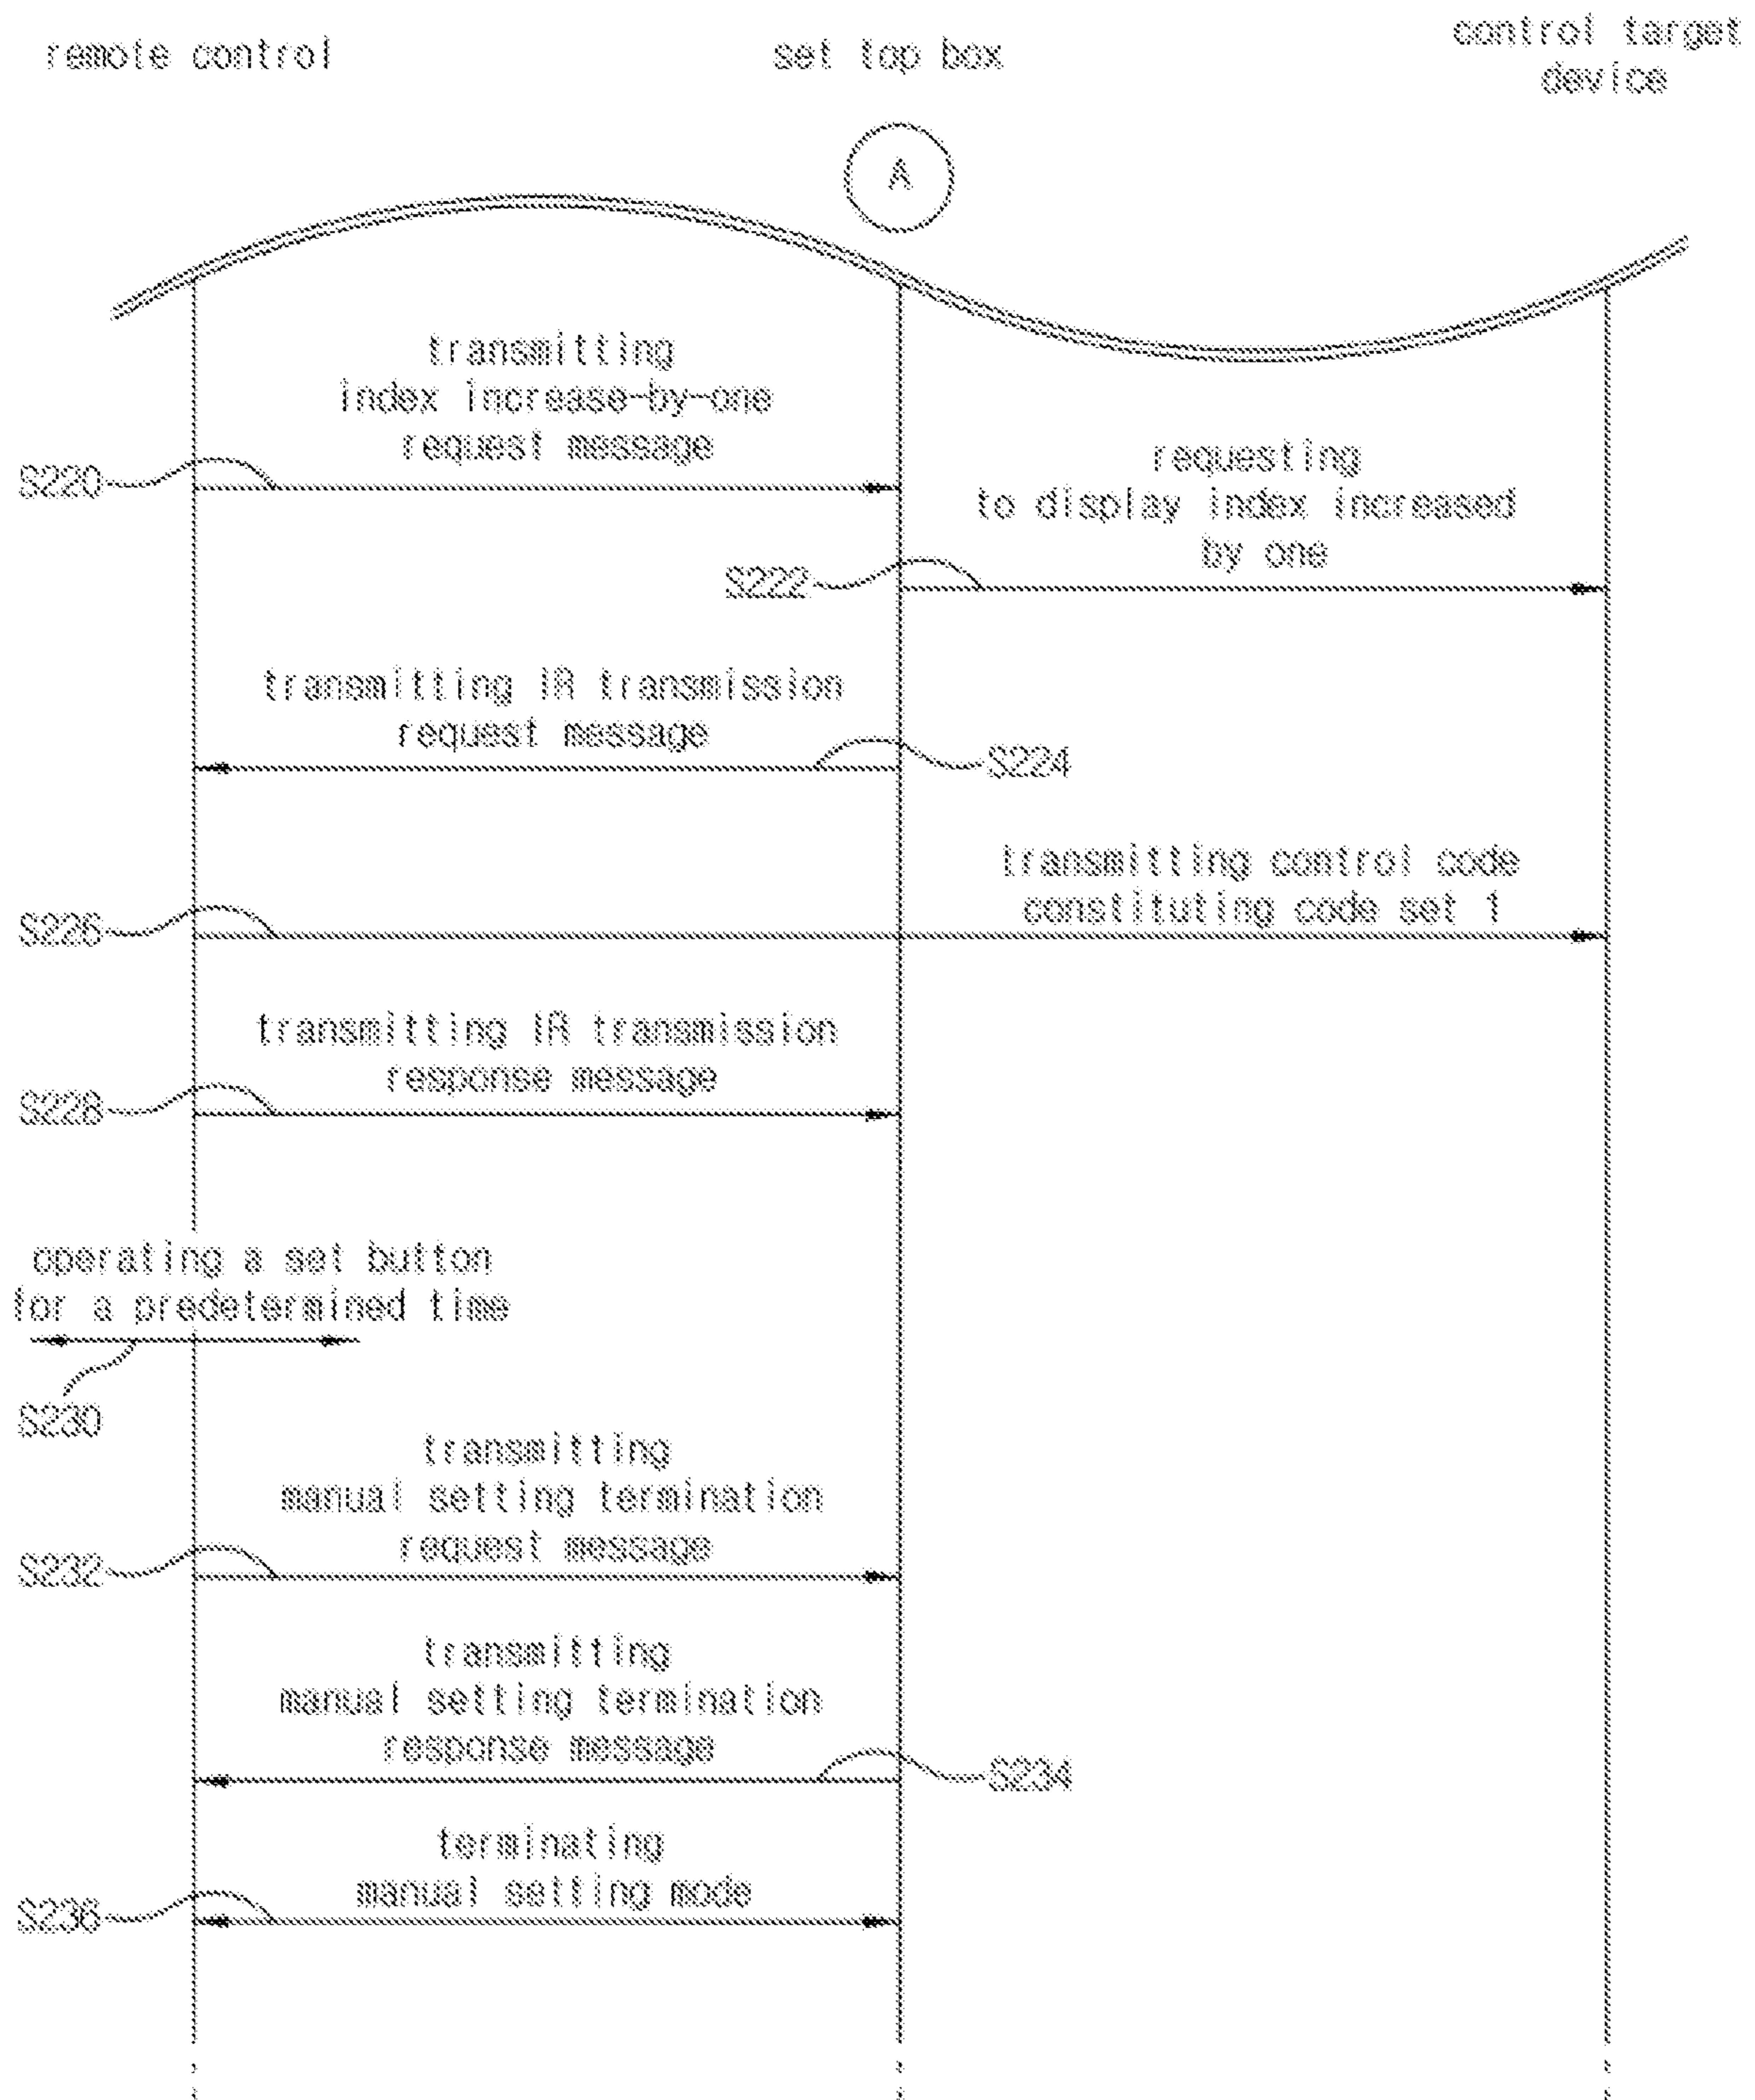 remote control
set top box
control target
device
A
transmitting
index increase-by-one
request message
S220
requesting
to display index increased
by one
S222
transmitting IR transmission
request message
S224
transmitting control code
constituting code set 1
S226
transmitting IR transmission
response message
S228
operating a set button
for a predetermined time
S230
transmitting
manual setting termination
request message
S232
transmitting
manual setting termination
response message
S234
terminating
manual setting mode
S236